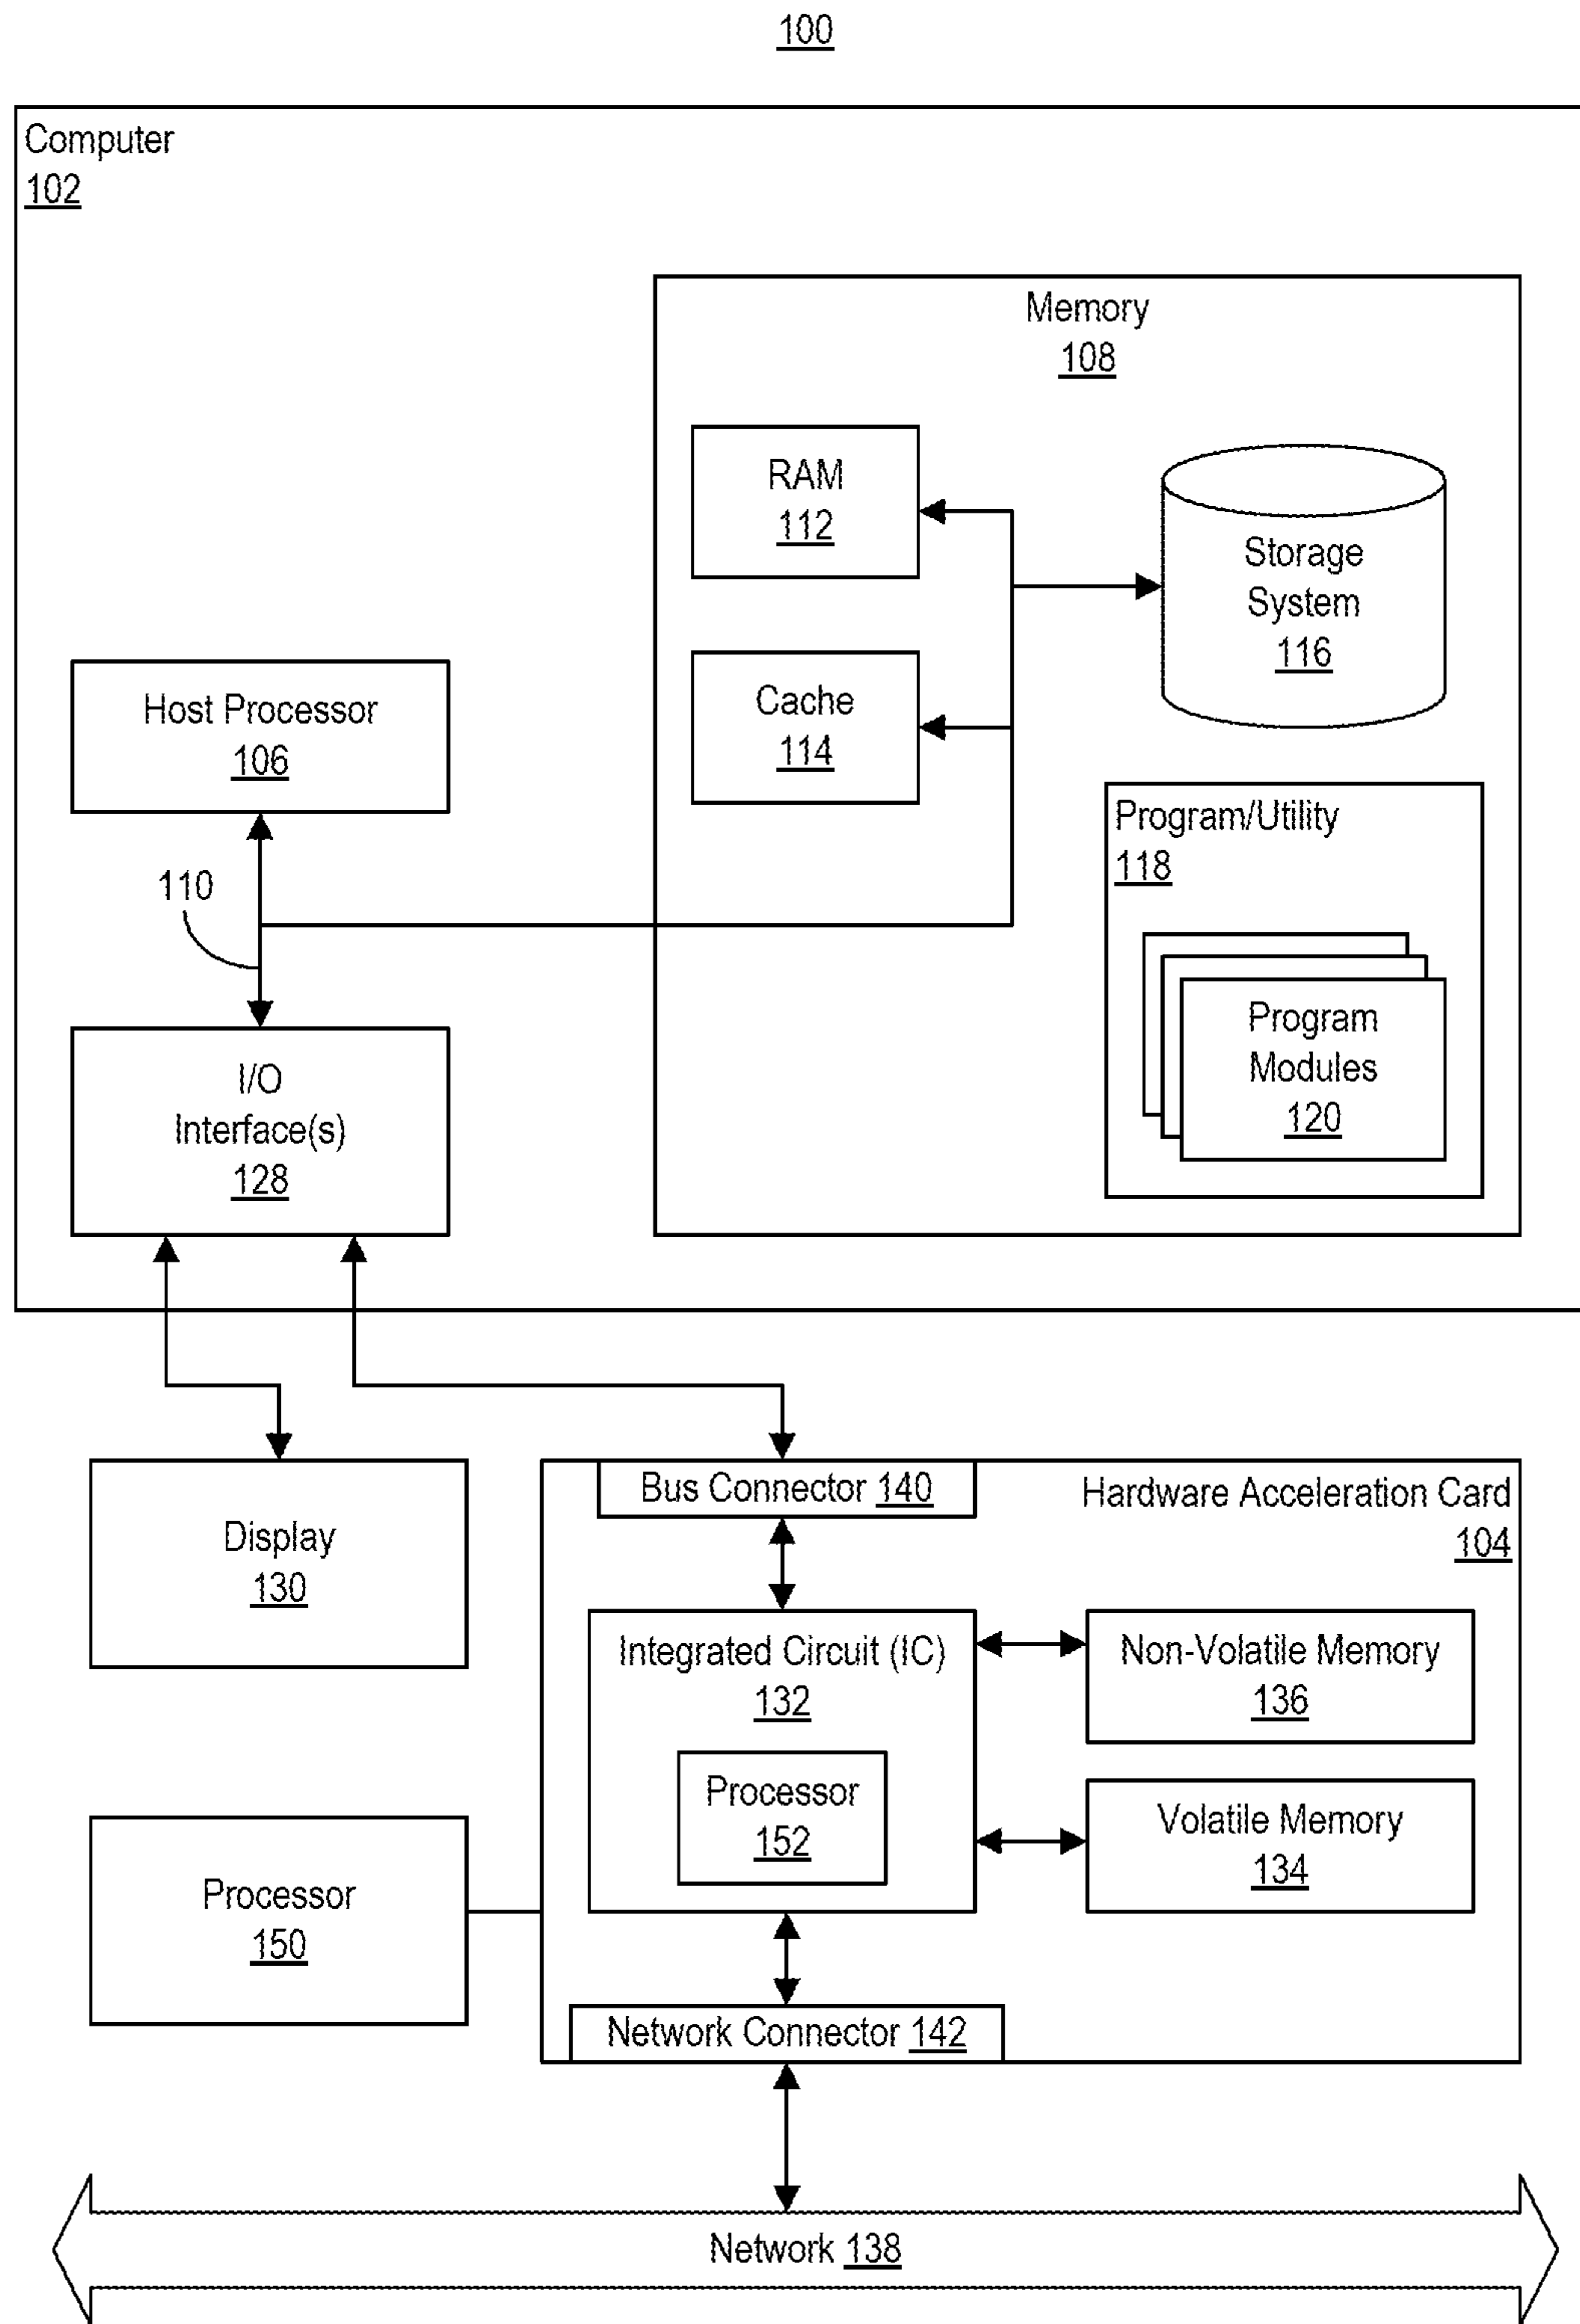 100
Computer
102
Memory
108
RAM
112
Storage
System
116
Cache
114
Host Processor
106
Program/Utility
118
110
Program
Modules
120
I/O
Interface(s)
128
Bus Connector 140
Hardware Acceleration Card
104
Display
130
Integrated Circuit (IC)
132
Non-Volatile Memory
136
Processor
152
Volatile Memory
134
Processor
150
Network Connector 142
Network 138